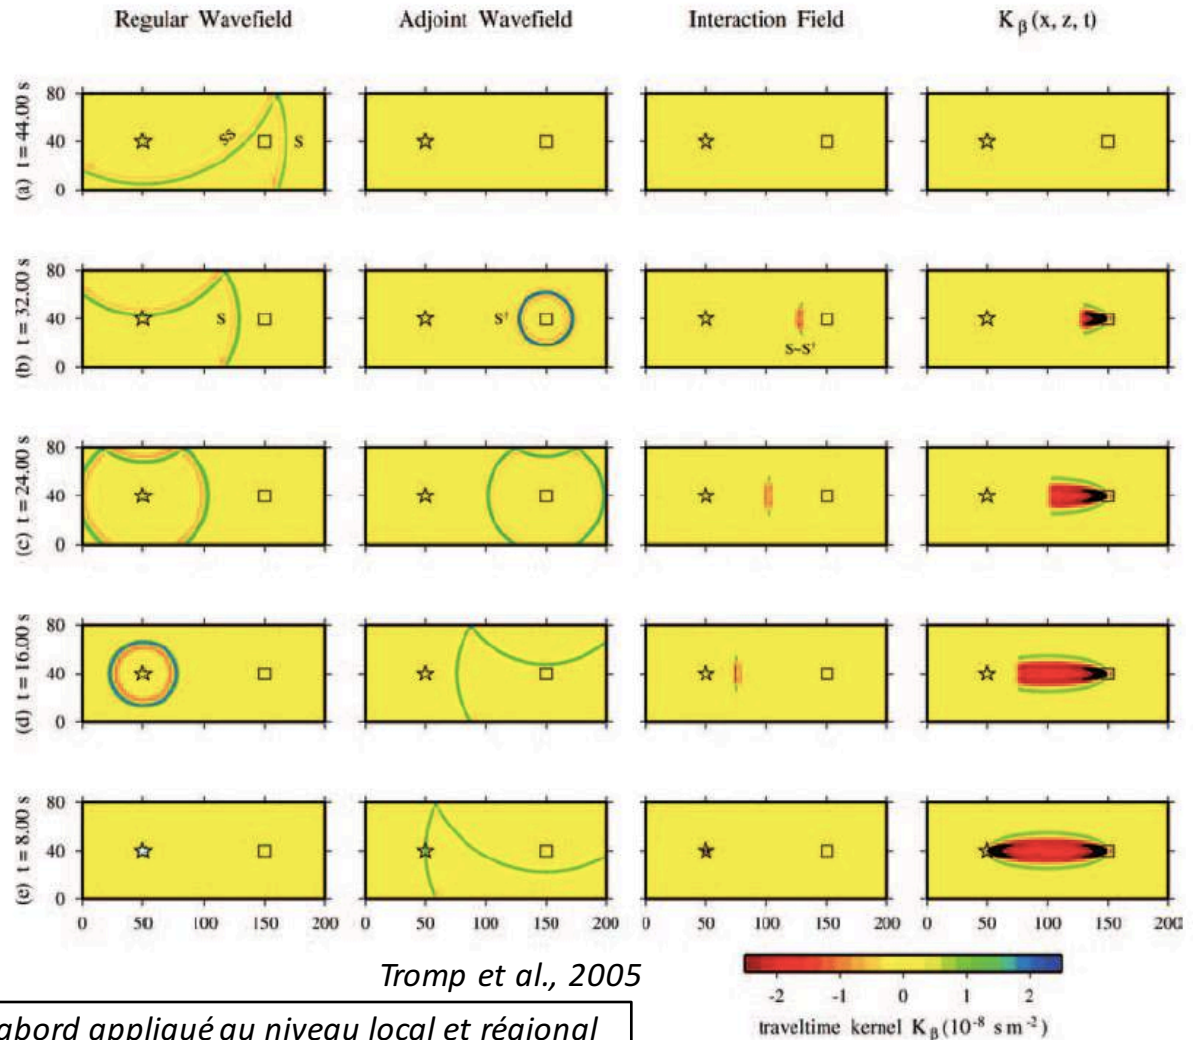 Regular Wavefield Adjoint Wavefield Interaction Field K β (x, z, t)
(a) t = 44.00 s
80
40
0
SS
S
(b) t = 32.00 s
80
40
0
S
S†
S–S†
(c) t = 24.00 s
80
40
0
(d) t = 16.00 s
80
40
0
(e) t = 8.00 s
80
40
0
0 50 100 150 200 0 50 100 150 200 0 50 100 150 200 0 50 100 150 200
Tromp et al., 2005
-2 -1 0 1 2
traveltime kernel K β (10⁻⁸ s m⁻²)
abord appliqué au niveau local et régional